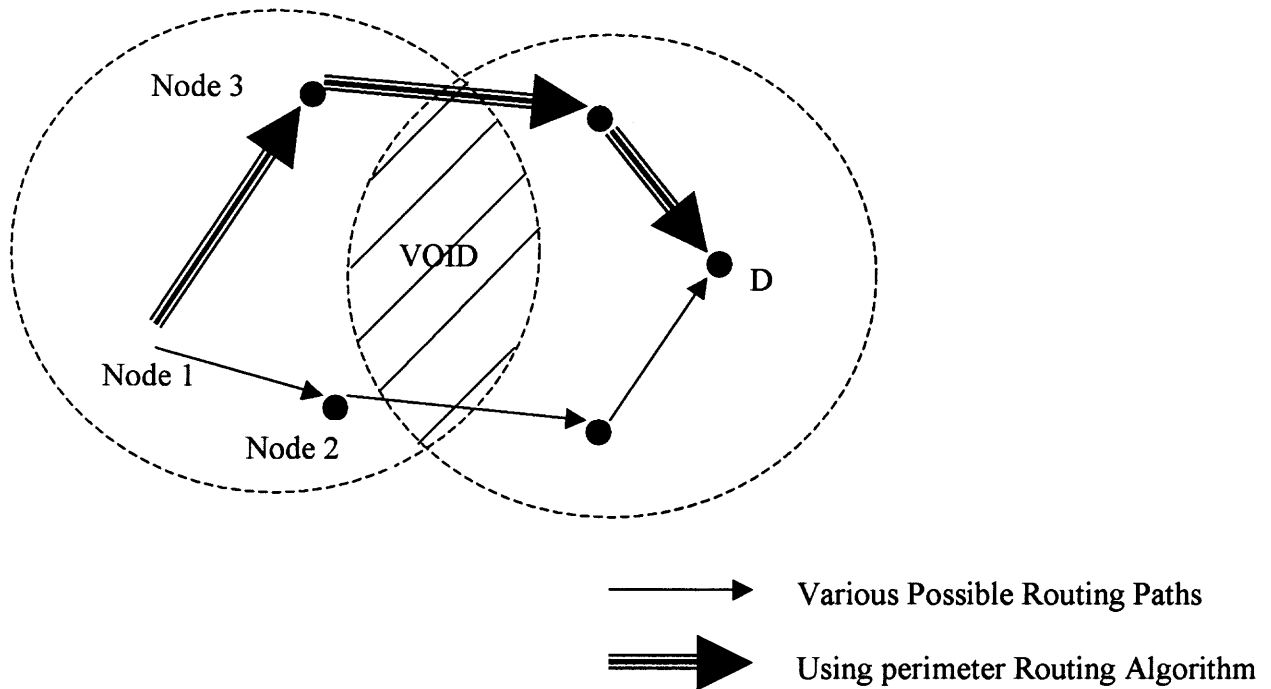 Node 3
VOID
D
Node 1
Node 2
Various Possible Routing Paths
Using perimeter Routing Algorithm